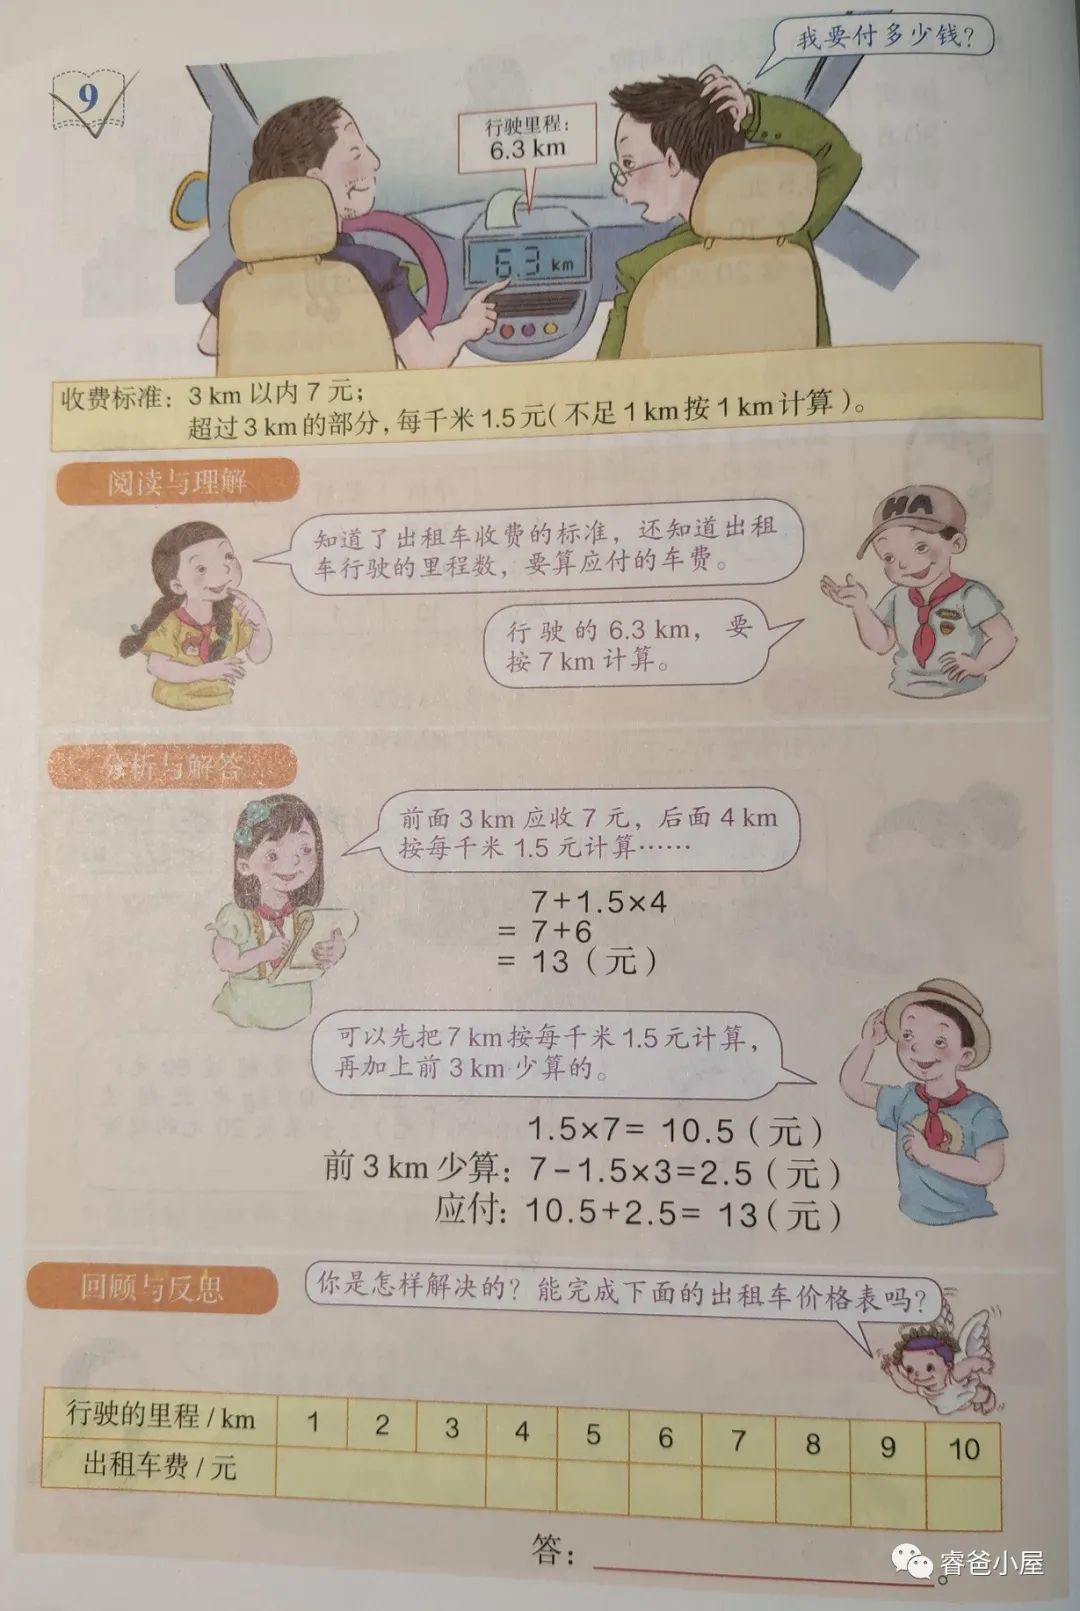 我要付多少钱?
9
行驶里程:
6.3 km
6.3 km
收费标准: 3 km 以内 7 元;
超过 3 km 的部分, 每千米 1.5 元( 不足 1 km 按 1 km 计算 )。
阅读与理解
知道了出租车收费的标准, 还知道出租
车行驶的里程数, 要算应付的车费。
HA
行驶的 6.3 km, 要
按 7 km 计算。
分析与解答
前面 3 km 应收 7 元, 后面 4 km
按每千米 1.5 元计算……
7+1.5×4
= 7+6
= 13 ( 元 )
可以先把 7 km 按每千米 1.5 元计算,
再加上前 3 km 少算的。
1.5×7= 10.5 ( 元 )
前 3 km 少算: 7-1.5×3=2.5 ( 元 )
应付: 10.5+2.5= 13 ( 元 )
回顾与反思
你是怎样解决的? 能完成下面的出租车价格表吗?
行驶的里程 / km 1 2 3 4 5 6 7 8 9 10
出租车费 / 元
答: 。
睿爸小屋